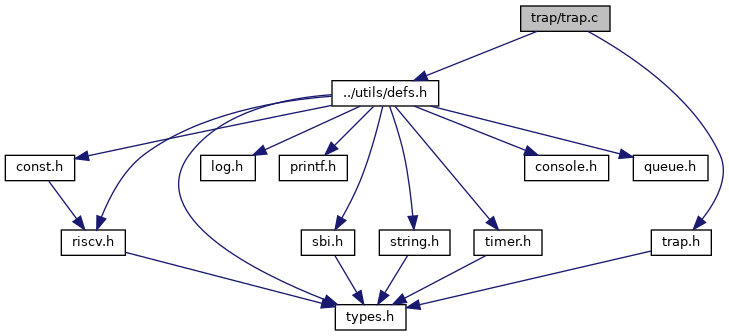 trap/trap.c
../utils/defs.h
const.h
log.h
printf.h
console.h
queue.h
riscv.h
sbi.h
string.h
timer.h
trap.h
types.h